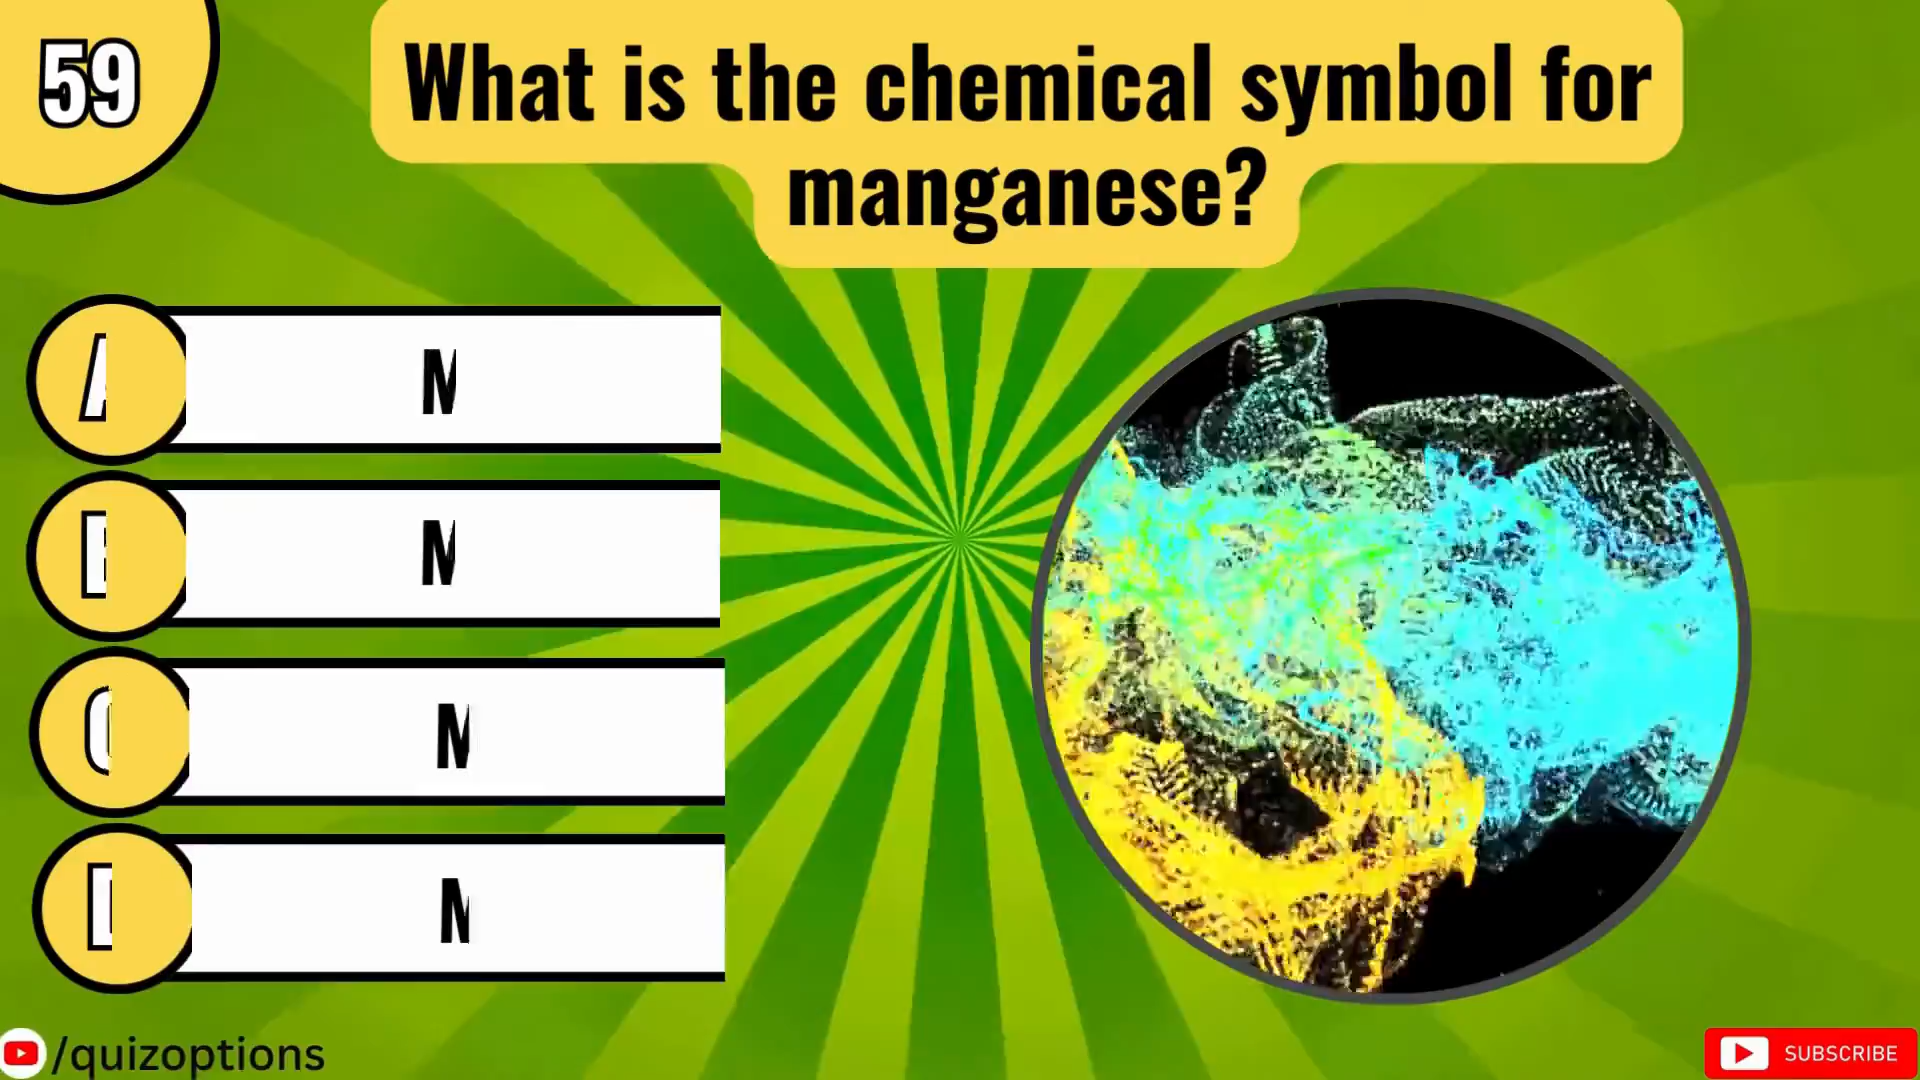 59
What is the chemical symbol for
manganese?
A
M
M
M
M
/quizoptions
SUBSCRIBE